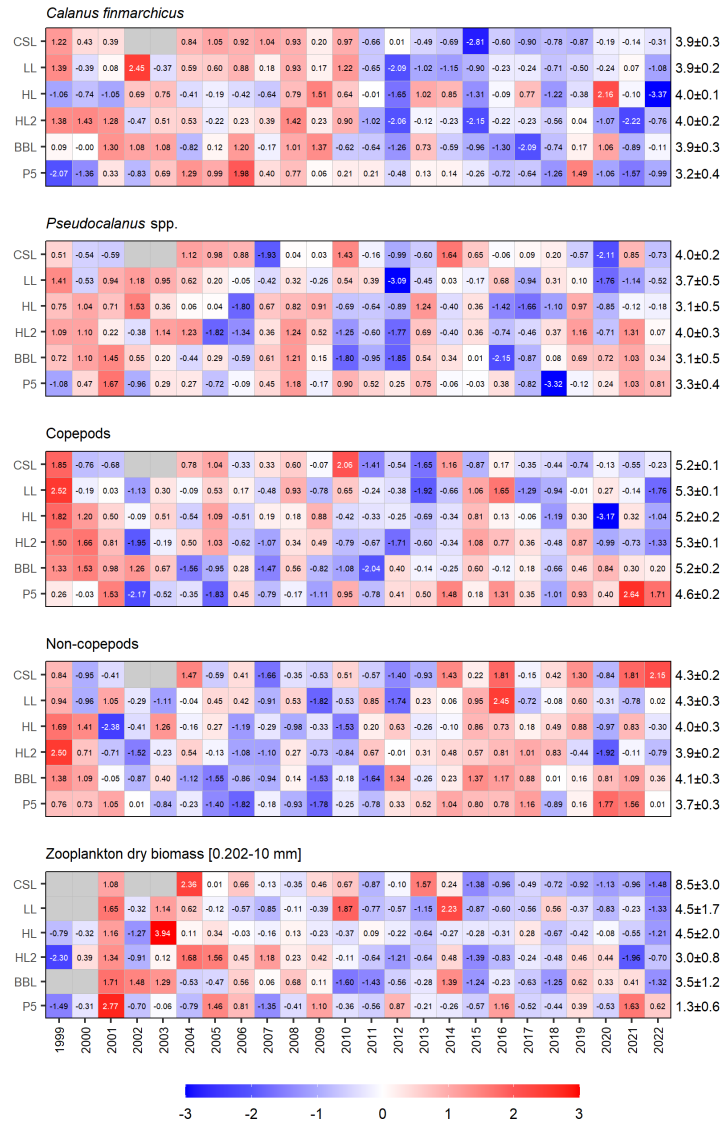 Calanus finmarchicus
CSL 1.22 0.43 0.39 0.84 1.05 0.92 1.04 0.93 0.20 0.97 -0.66 0.01 -0.49 -0.69 -2.81 -0.60 -0.90 -0.78 -0.87 -0.19 -0.14 -0.31 3.9±0.3
LL 1.39 -0.39 0.08 2.45 -0.37 0.59 0.60 0.88 0.18 0.93 0.17 1.22 -0.65 -2.09 -1.02 -1.15 -0.90 -0.23 -0.54 -0.71 -0.50 -0.24 0.07 -1.08 3.9±0.2
HL -1.06 -0.74 -1.05 0.69 0.75 -0.41 -0.19 -0.42 -0.64 0.79 1.51 0.64 -0.01 -1.65 1.02 0.85 -1.31 -0.09 0.77 -1.22 -0.38 2.16 -0.10 -3.37 4.0±0.1
HL2 1.38 1.43 1.28 -0.47 0.51 0.53 -0.22 0.23 0.39 1.42 0.23 0.90 -1.02 -2.06 -0.12 -0.23 -2.15 -0.22 -0.23 -0.56 0.04 -1.07 -2.22 -0.76 4.0±0.2
BBL 0.09 -0.00 1.30 1.08 1.08 -0.82 0.12 1.20 -0.17 1.01 1.37 -0.62 -0.64 -1.26 0.73 -0.59 -0.96 -1.30 -2.09 -0.74 0.17 1.06 -0.89 -0.11 3.9±0.3
P5 -2.07 -1.36 0.33 -0.83 0.69 1.29 0.99 1.98 0.40 0.77 0.06 0.21 0.21 -0.48 0.13 0.14 -0.26 -0.72 -0.64 -1.26 1.49 -1.06 -1.57 -0.99 3.2±0.4
Pseudocalanus spp.
CSL 0.51 -0.54 -0.59 1.12 0.98 0.88 -1.93 0.04 0.03 1.43 -0.16 -0.99 -0.60 1.64 0.65 -0.06 0.09 0.20 -0.57 -2.11 0.85 -0.73 4.0±0.2
LL 1.41 -0.53 0.94 1.18 0.95 0.62 0.20 -0.05 -0.42 0.32 -0.26 0.54 0.39 -3.09 -0.45 0.03 -0.17 0.68 -0.94 -0.31 0.10 -1.76 -1.14 -0.52 3.7±0.5
HL 0.75 1.04 0.71 1.53 0.36 0.06 0.04 -1.80 0.67 0.82 0.91 -0.69 -0.64 -0.89 1.24 -0.40 0.36 -1.42 -1.66 -1.10 0.97 -0.85 -0.12 -0.18 3.1±0.5
HL2 1.09 1.10 0.22 -0.38 1.14 1.23 -1.82 -1.34 0.36 1.24 0.52 -1.25 -0.60 -1.77 0.69 -0.40 0.36 -0.74 -0.46 0.37 1.16 -0.71 1.31 0.07 4.0±0.3
BBL 0.72 1.10 1.45 0.55 0.20 -0.44 0.29 -0.59 0.61 1.21 0.15 -1.80 -0.95 -1.85 0.54 0.34 0.01 -2.15 -0.87 0.08 0.69 0.72 1.03 0.34 3.1±0.5
P5 -1.08 0.47 1.67 -0.96 0.29 0.27 -0.72 -0.09 0.45 1.18 -0.17 0.90 0.52 0.25 0.75 -0.06 -0.03 0.38 -0.82 -3.32 -0.12 0.24 1.03 0.81 3.3±0.4
Copepods
CSL 1.85 -0.76 -0.68 0.78 1.04 -0.33 0.33 0.60 -0.07 2.06 -1.41 -0.54 -1.65 1.16 -0.87 0.17 -0.35 -0.44 -0.74 -0.13 -0.55 -0.23 5.2±0.1
LL 2.52 -0.19 0.03 -1.13 0.30 -0.09 0.53 0.17 -0.48 0.93 -0.78 0.65 -0.24 -0.38 -1.92 -0.66 1.06 1.65 -1.29 -0.94 -0.01 0.27 -0.14 -1.76 5.3±0.1
HL 1.82 1.20 0.50 -0.09 0.51 -0.54 1.09 -0.51 0.19 0.18 0.88 -0.42 -0.33 -0.25 -0.69 -0.34 0.81 0.13 -0.06 -1.19 0.30 -3.17 0.32 -1.04 5.2±0.2
HL2 1.50 1.66 0.81 -1.95 -0.19 0.50 1.03 -0.62 -1.07 0.34 0.49 -0.79 -0.67 -1.71 -0.60 -0.34 1.08 0.77 0.36 -0.48 0.87 -0.99 -0.73 -1.33 5.3±0.1
BBL 1.33 1.53 0.98 1.26 0.67 -1.56 -0.95 0.28 -1.47 0.56 -0.82 -1.08 -2.04 0.40 -0.14 -0.25 0.60 -0.12 -0.18 -0.66 0.46 0.84 0.30 0.20 5.2±0.2
P5 0.26 -0.03 1.53 -2.17 -0.52 -0.35 -1.83 0.45 -0.79 -0.17 -1.11 0.95 -0.78 0.41 0.50 1.48 0.18 1.31 0.35 -1.01 0.93 0.01 2.64 1.71 4.6±0.2
Non-copepods
CSL 0.84 -0.95 -0.41 1.47 -0.59 0.41 -1.66 -0.35 -0.53 0.51 -0.57 -1.40 -0.93 1.43 0.22 1.81 -0.15 0.42 1.30 -0.84 1.81 2.15 4.3±0.2
LL 0.94 -0.96 1.05 -0.29 -1.11 -0.04 0.45 0.42 -0.91 0.53 -1.82 -0.53 0.85 -1.74 0.23 0.06 0.95 2.45 0.45 -0.52 0.60 -0.31 -0.78 0.02 4.3±0.3
HL 1.69 1.41 -2.38 -0.41 1.26 -0.16 0.27 -1.19 -0.29 -0.98 -0.33 -1.53 0.20 0.63 -0.26 -0.10 0.86 0.73 0.18 0.49 0.88 -0.97 0.83 -0.30 4.0±0.3
HL2 2.50 0.71 -0.71 -1.52 -0.23 0.54 -0.13 -1.08 -1.10 0.27 -0.73 -0.84 0.67 -0.01 0.31 0.48 0.57 0.81 1.01 0.83 -0.44 -1.92 -0.11 -0.79 3.9±0.2
BBL 1.38 1.09 -0.05 -0.87 0.40 -1.12 -1.55 -0.86 -0.94 0.14 -1.53 -0.18 -1.64 1.34 -0.26 0.23 1.37 1.17 0.88 0.01 0.16 0.81 1.09 0.36 4.1±0.3
P5 0.76 0.73 1.05 0.01 -0.84 -0.23 -1.40 -1.82 -0.18 -0.93 -1.78 -0.25 -0.78 0.33 0.52 1.04 0.80 0.78 1.16 -0.89 0.16 1.77 1.56 0.01 3.7±0.3
Zooplankton dry biomass [0.202-10 mm]
CSL 1.08 2.36 0.01 0.66 -0.13 -0.35 0.46 0.67 -0.87 -0.10 1.57 0.24 -1.38 -0.96 -0.49 -0.72 -0.92 -1.13 -0.96 -1.48 8.5±3.0
LL 1.65 -0.32 1.14 0.62 -0.12 -0.57 -0.85 -0.11 -0.39 1.87 -0.77 -0.57 -1.15 2.23 -0.87 -0.35 -0.56 0.56 -0.37 -0.83 -0.23 -1.33 4.5±1.7
HL -0.79 -0.32 1.16 -1.27 3.94 0.11 0.34 -0.03 -0.16 0.23 -0.31 -0.37 0.09 -0.22 -0.64 -0.27 -0.28 -0.31 0.28 -0.67 -0.42 -0.08 -0.55 -1.21 4.5±2.0
HL2 -2.30 0.39 1.34 -0.91 0.12 1.68 1.56 0.45 1.18 0.23 -0.42 0.11 -0.64 -1.21 -0.64 0.48 -1.39 -0.83 -0.24 -0.48 0.46 0.44 -1.96 -0.70 3.0±0.8
BBL 1.71 1.48 1.29 -0.53 -0.47 0.56 0.06 0.68 0.11 -1.60 -1.43 -0.56 -0.28 1.39 -1.24 -0.23 -0.63 -1.25 0.62 0.33 0.41 -1.32 3.5±1.2
P5 -1.49 -0.31 2.77 -0.70 -0.06 -0.79 1.46 0.81 -1.35 -0.41 1.10 -0.36 -0.56 0.87 -0.21 -0.26 -0.56 1.16 -0.52 -0.44 0.39 -0.53 1.63 0.62 1.3±0.6
1999 2000 2001 2002 2003 2004 2005 2006 2007 2008 2009 2010 2011 2012 2013 2014 2015 2016 2017 2018 2019 2020 2021 2022
-3 -2 -1 0 1 2 3